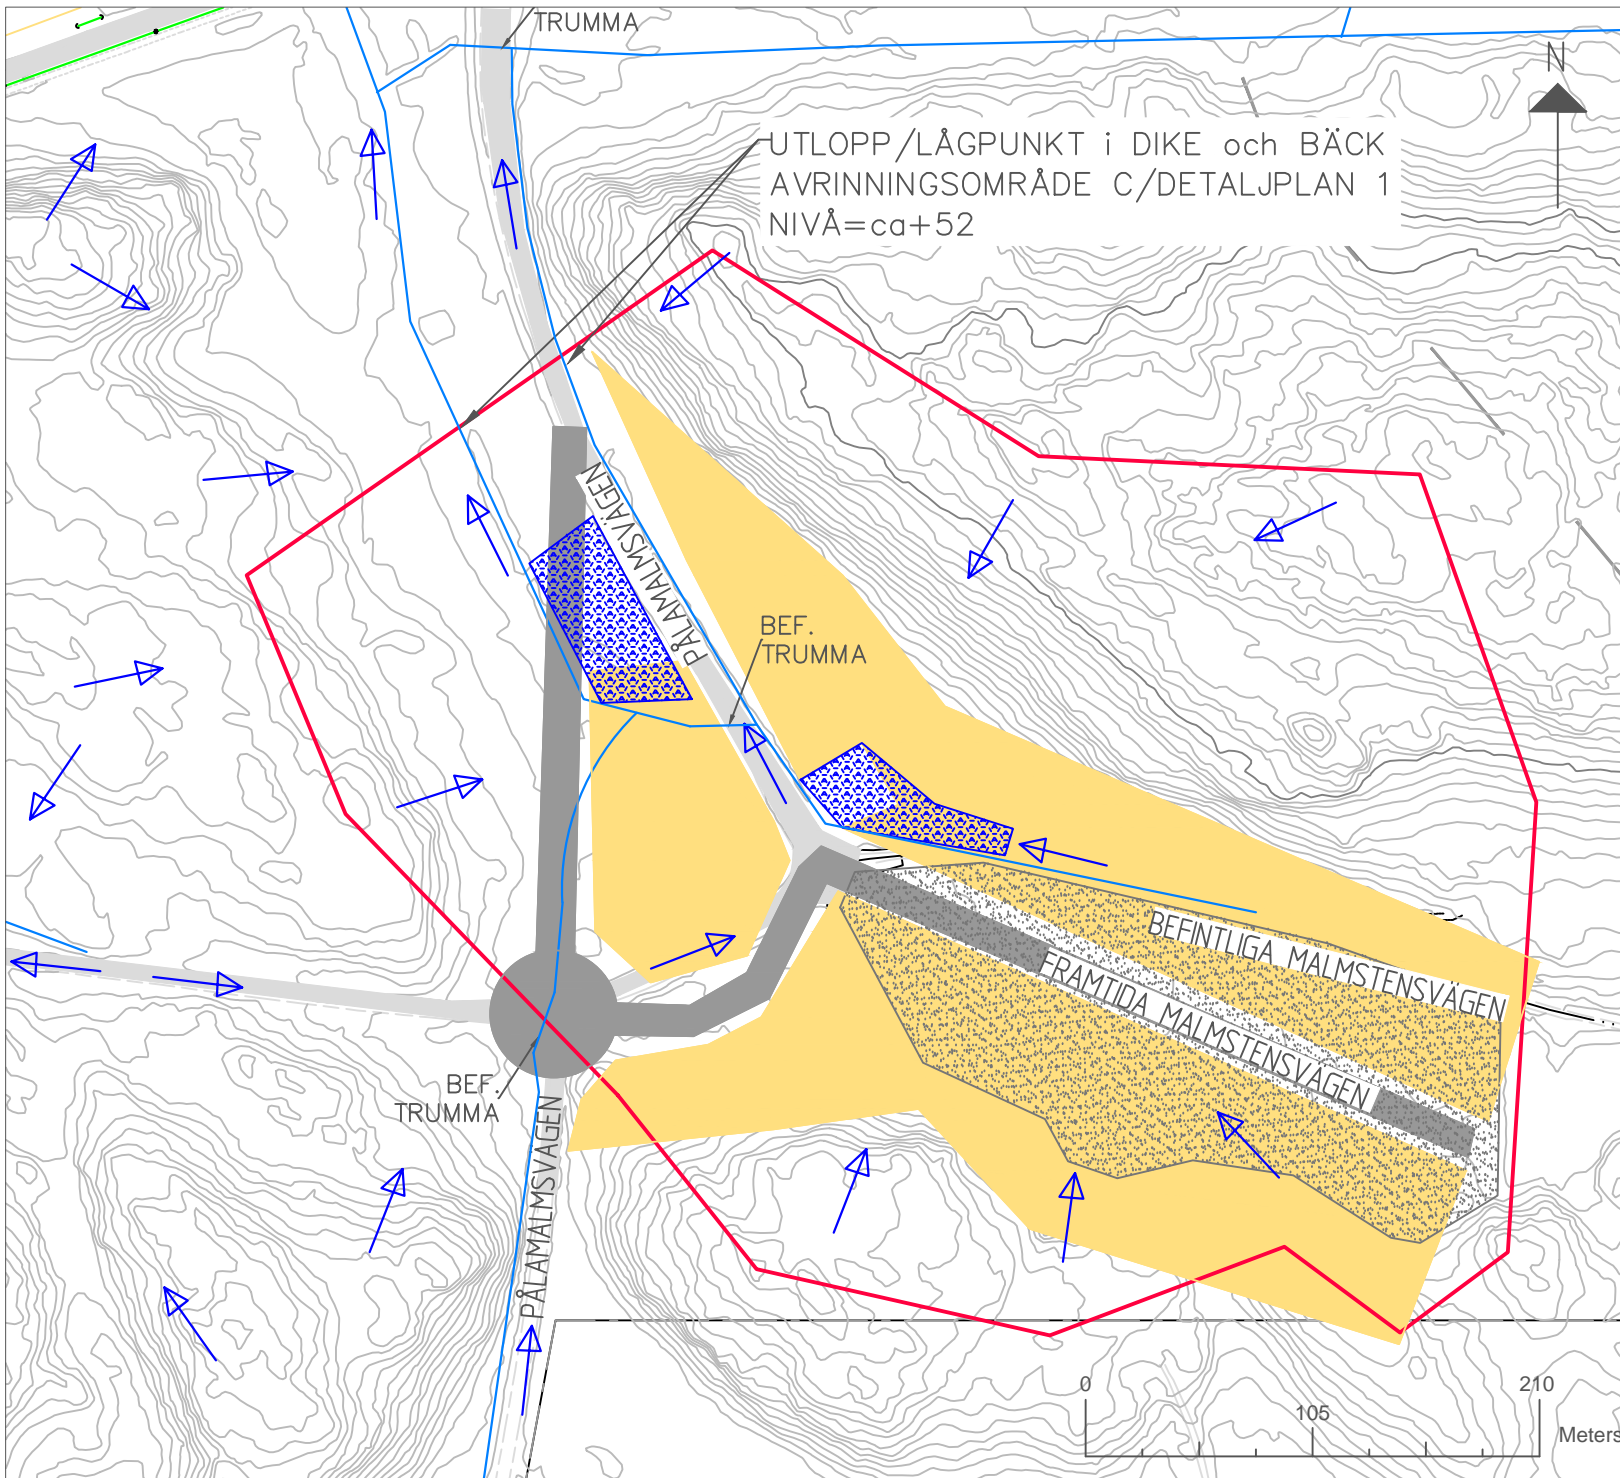 TRUMMA
N
UTLOPP/LÅGPUNKT i DIKE och BÄCK
AVRINNINGSOMRÅDE C/DETALJPLAN 1
NIVÅ=ca+52
PÅLAMALMSVÄGEN
BEF.
TRUMMA
BEFINTLIGA MALMSTENSVÄGEN
FRAMTIDA MALMSTENSVÄGEN
BEF.
TRUMMA
PÅLAMALMSVÄGEN
0
210
105
Meters